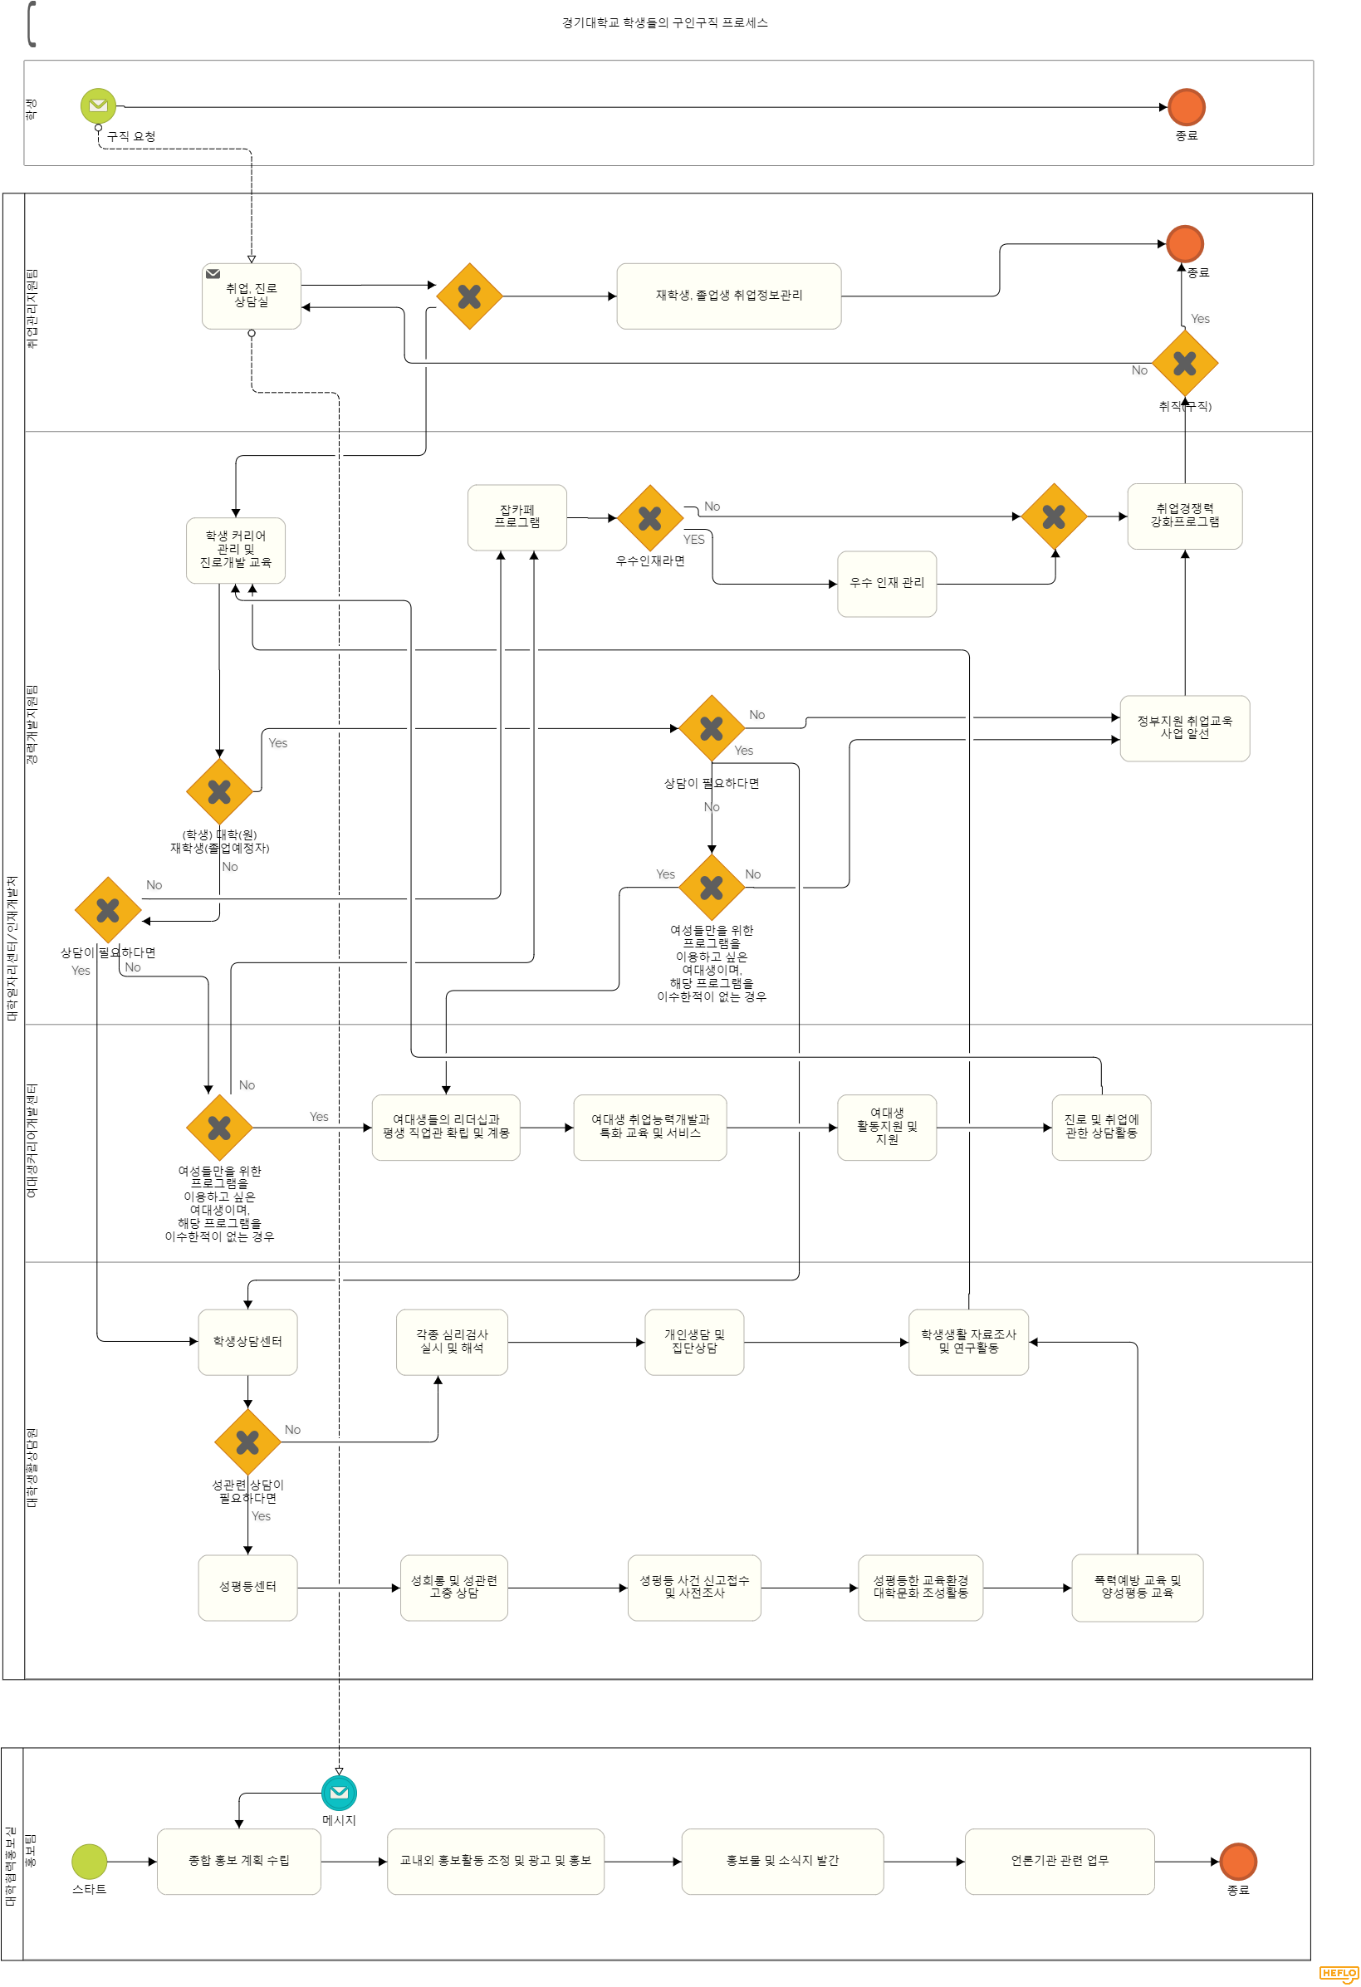 경기대학교 학생들의 구인구직 프로세스
학생
구직 요청
종료
대학일자리센터/인재개발처
취업관리지원팀
취업, 진로
상담실
재학생, 졸업생 취업정보관리
종료
Yes
No
취직(구직)
경력개발지원팀
학생 커리어
관리 및
진로개발 교육
잡카페
프로그램
No
YES
우수인재라면
우수 인재 관리
취업경쟁력
강화프로그램
Yes
No
Yes
상담이 필요하다면
No
정부지원 취업교육
사업 알선
(학생) 대학(원)
재학생(졸업예정자)
No
No
상담이 필요하다면
Yes
No
Yes
No
여성들만을 위한
프로그램을
이용하고 싶은
여대생이며,
해당 프로그램을
이수한적이 없는 경우
여대생커리어개발센터
No
Yes
여성들만을 위한
프로그램을
이용하고 싶은
여대생이며,
해당 프로그램을
이수한적이 없는 경우
여대생들의 리더십과
평생 직업관 확립 및 계몽
여대생 취업능력개발과
특화 교육 및 서비스
여대생
활동지원 및
지원
진로 및 취업에
관한 상담활동
대학생활상담원
학생상담센터
각종 심리검사
실시 및 해석
개인생담 및
집단상담
학생생활 자료조사
및 연구활동
No
성관련 상담이
필요하다면
Yes
성평등센터
성희롱 및 성관련
고충 상담
생평등 사건 신고접수
및 사전조사
성평등한 교육환경
대학문화 조성활동
폭력예방 교육 및
양성평등 교육
대학협력홍보실
홍보팀
메시지
스타트
종합 홍보 계획 수립
교내외 홍보활동 조정 및 광고 및 홍보
홍보물 및 소식지 발간
언론기관 관련 업무
종료
HEFLO